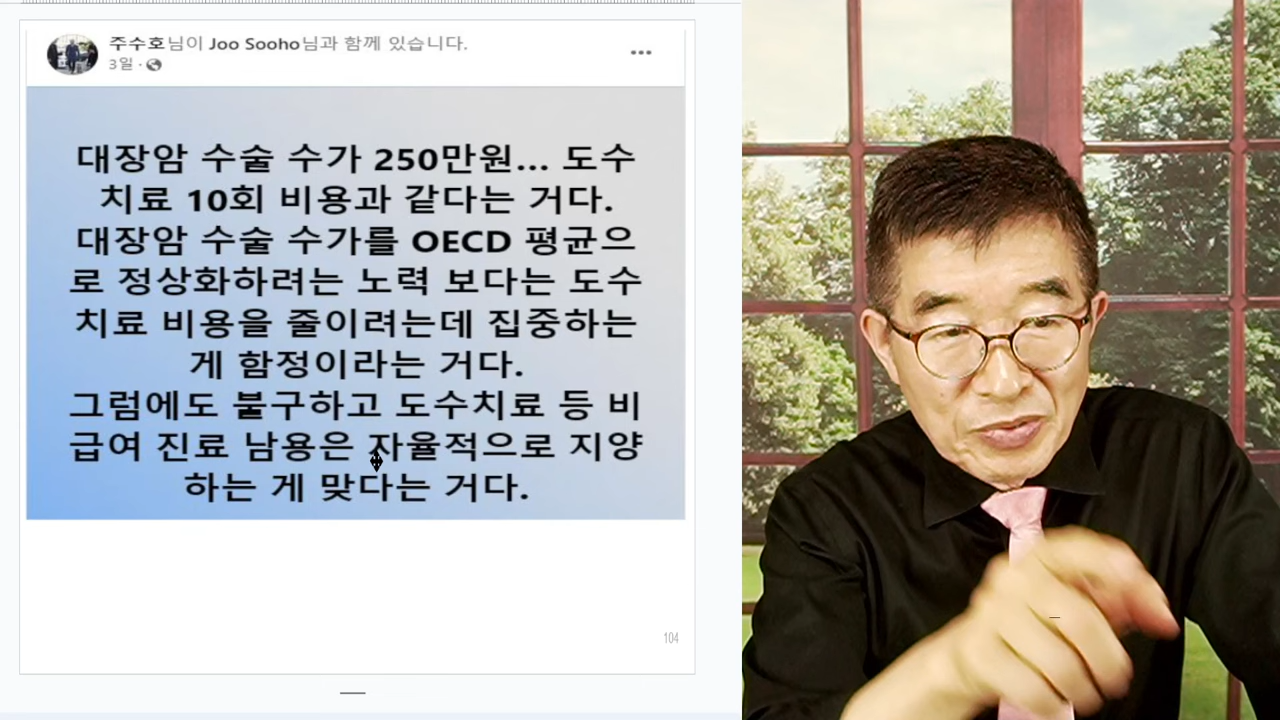 주수호님이 Joo Sooho님과 함께 있습니다.
3일 ·
대장암 수술 수가 250만원... 도수
치료 10회 비용과 같다는 거다.
대장암 수술 수가를 OECD 평균으
로 정상화하려는 노력 보다는 도수
치료 비용을 줄이려는데 집중하는
게 함정이라는 거다.
그럼에도 불구하고 도수치료 등 비
급여 진료 남용은 자율적으로 지양
하는 게 맞다는 거다.
104